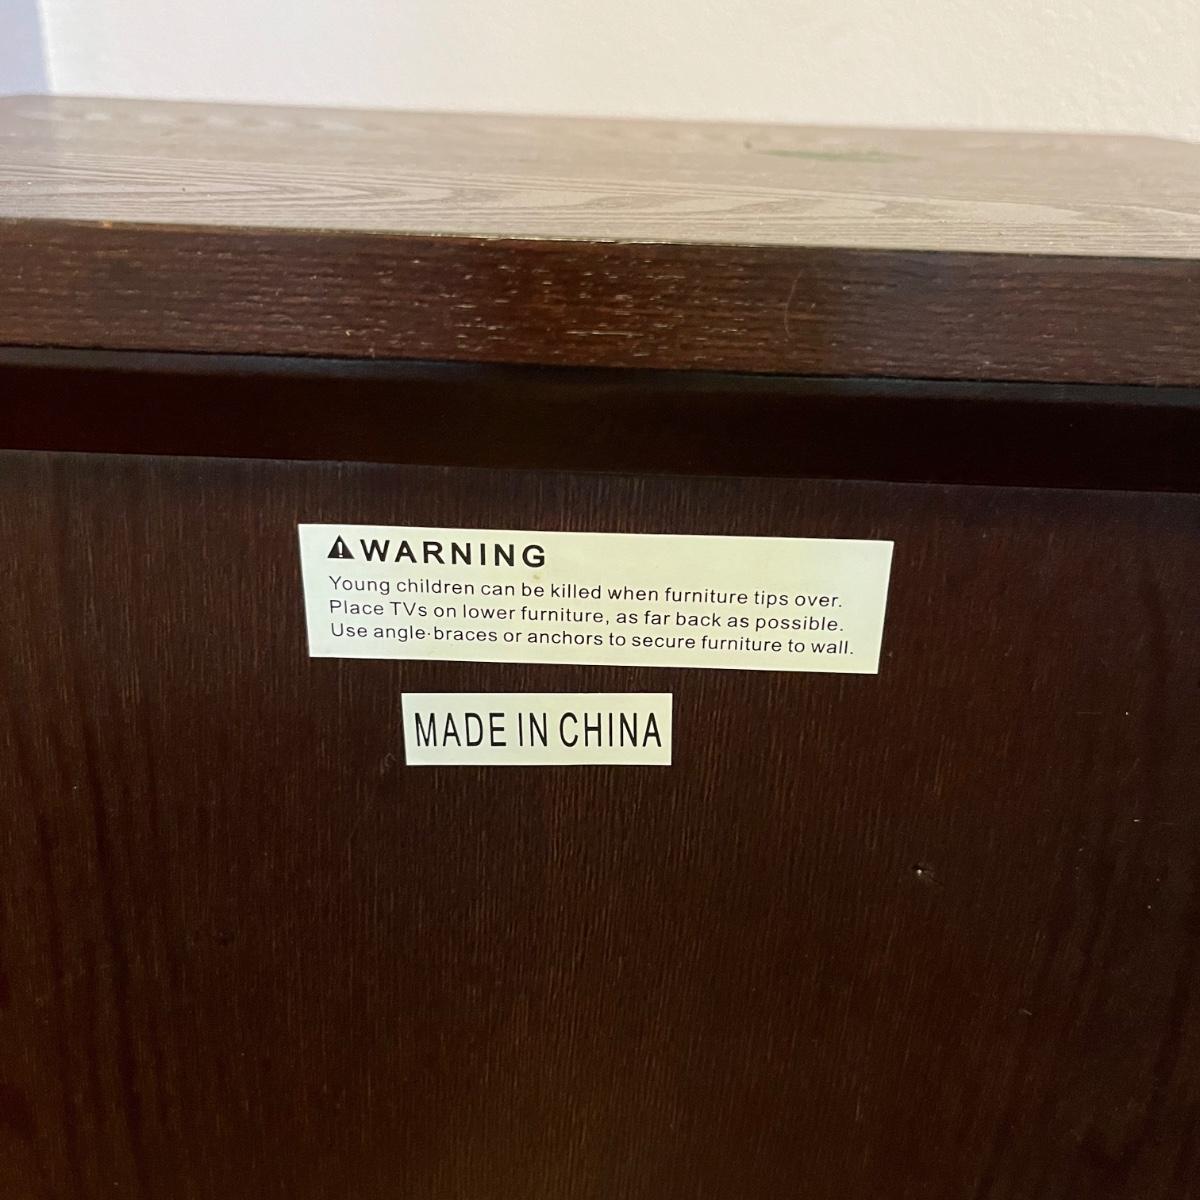 ⚠WARNING
Young children can be killed when furniture tips over.
Place TVs on lower furniture, as far back as possible.
Use angle·braces or anchors to secure furniture to wall.
MADE IN CHINA